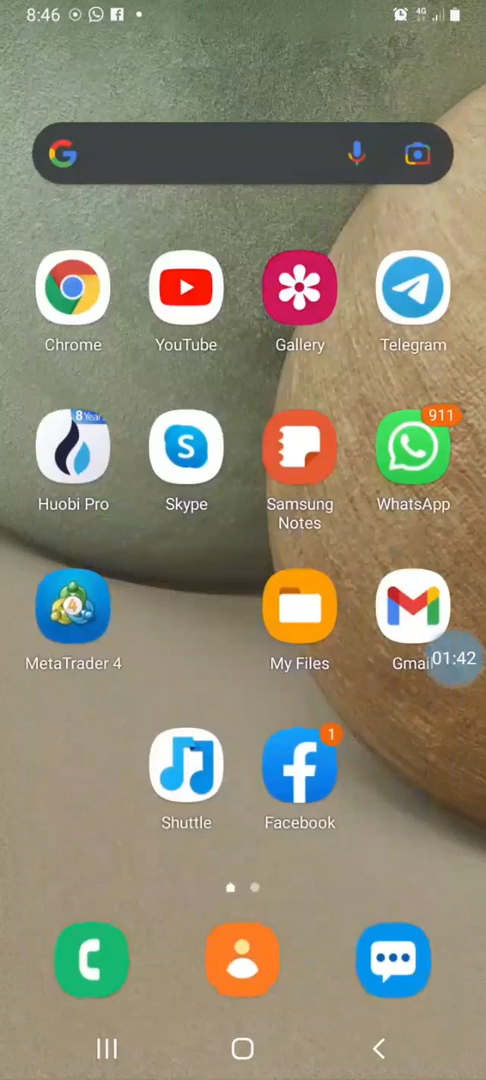 8:46
4G
Chrome
YouTube
Gallery
Telegram
8 Year
911
Huobi Pro
Skype
Samsung
Notes
WhatsApp
4
MetaTrader 4
My Files
Gmail
01:42
1
Shuttle
Facebook